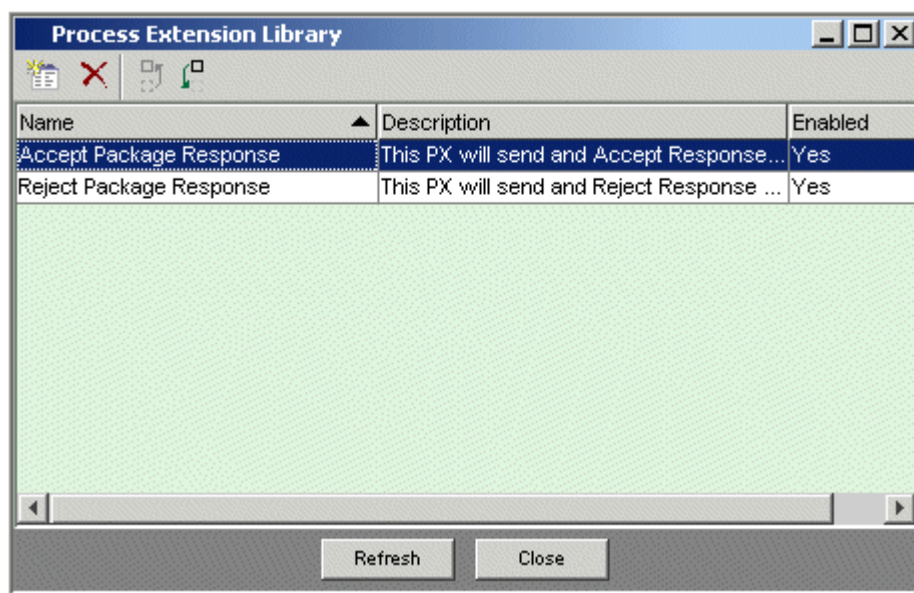 Process Extension Library
Name Description Enabled
Accept Package Response This PX will send and Accept Response... Yes
Reject Package Response This PX will send and Reject Response ... Yes
Refresh Close